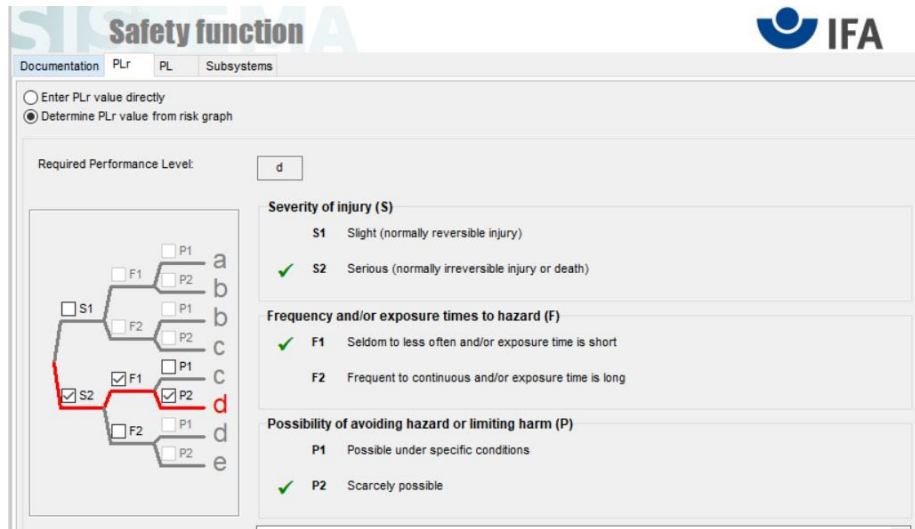 SISTEMA
Safety function
IFA
Documentation PLr PL Subsystems
Enter PLr value directly
Determine PLr value from risk graph
Required Performance Level:
d
Severity of injury (S)
S1 Slight (normally reversible injury)
S2 Serious (normally irreversible injury or death)
Frequency and/or exposure times to hazard (F)
F1 Seldom to less often and/or exposure time is short
F2 Frequent to continuous and/or exposure time is long
Possibility of avoiding hazard or limiting harm (P)
P1 Possible under specific conditions
P2 Scarcely possible
P1 a
F1
P2 b
S1
P1 b
F2
P2 c
P1 c
F1
S2
P2 d
P1 d
F2
P2 e